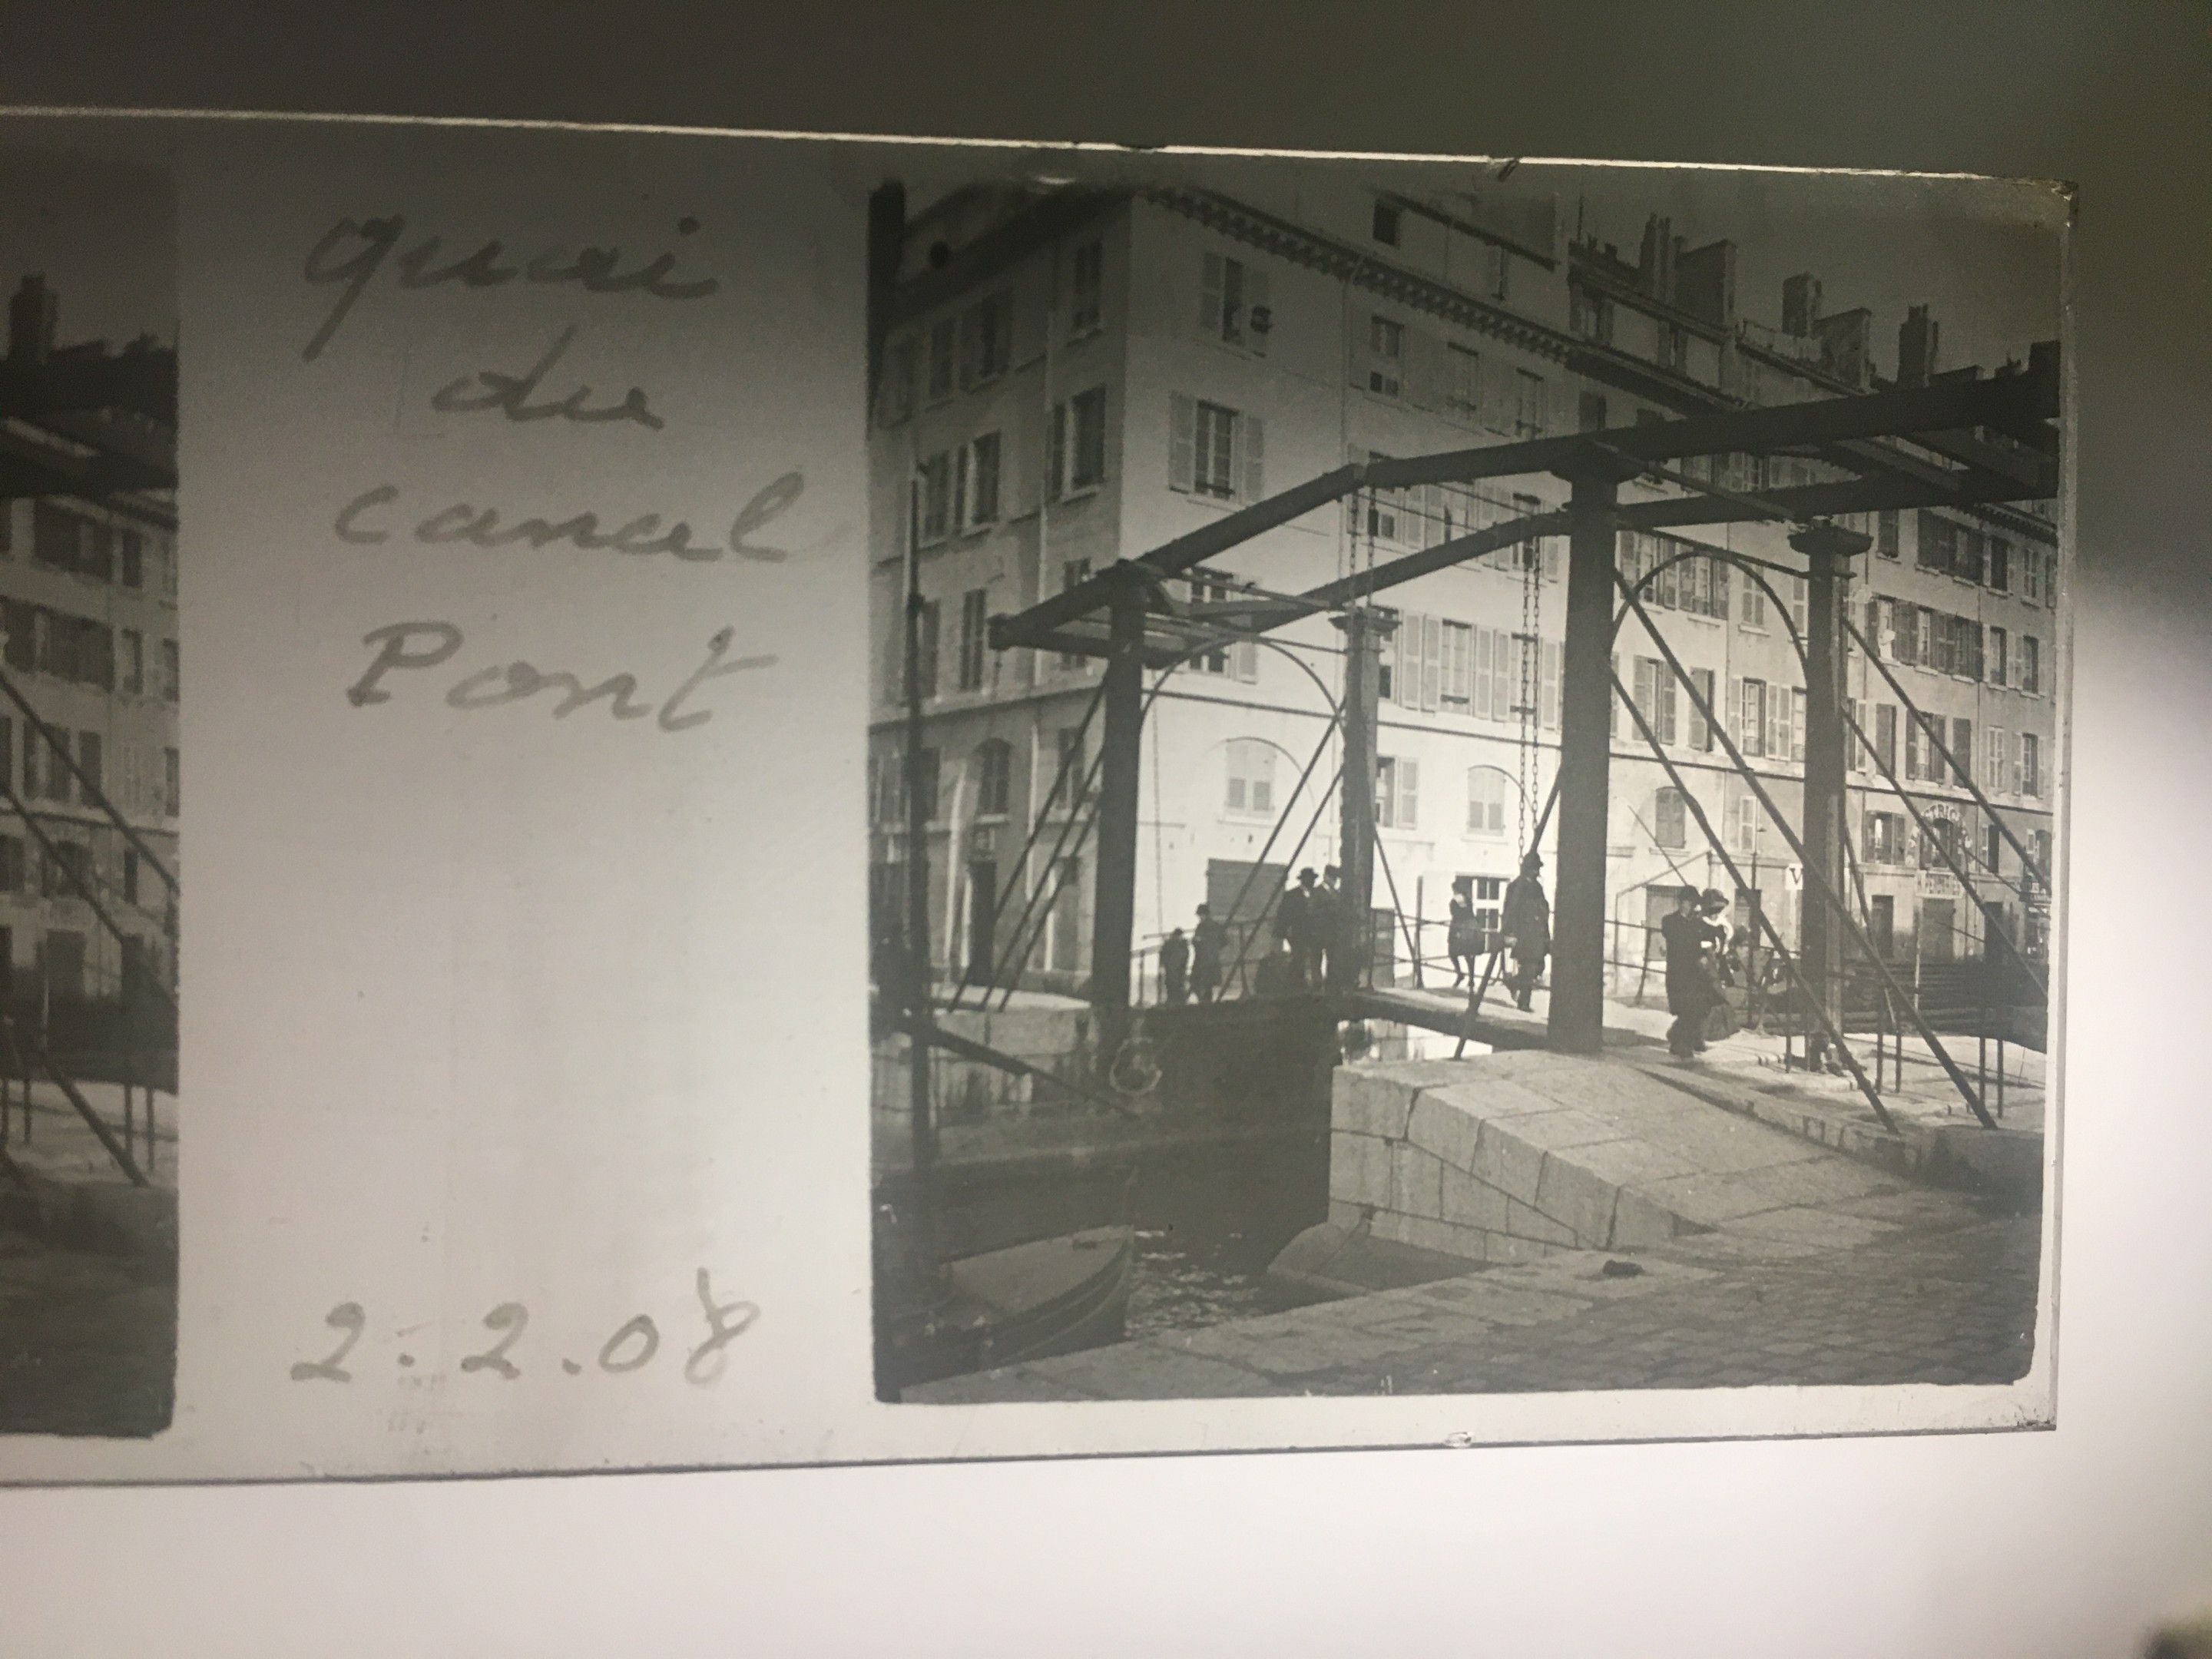 quai
du
canal
Pont
2.2.08
V